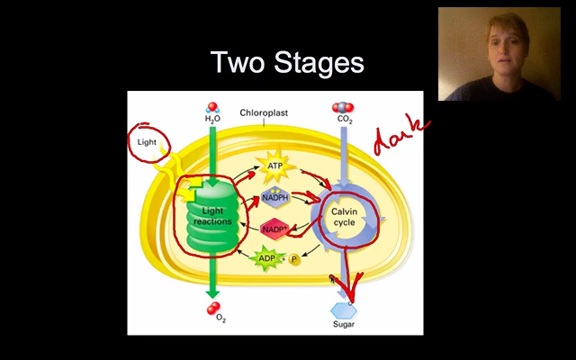 Two Stages
H₂O
Chloroplast
CO₂
Light
dark
ATP
Light
reactions
NADPH
Calvin
cycle
NADP⁺
ADP + P
O₂
Sugar